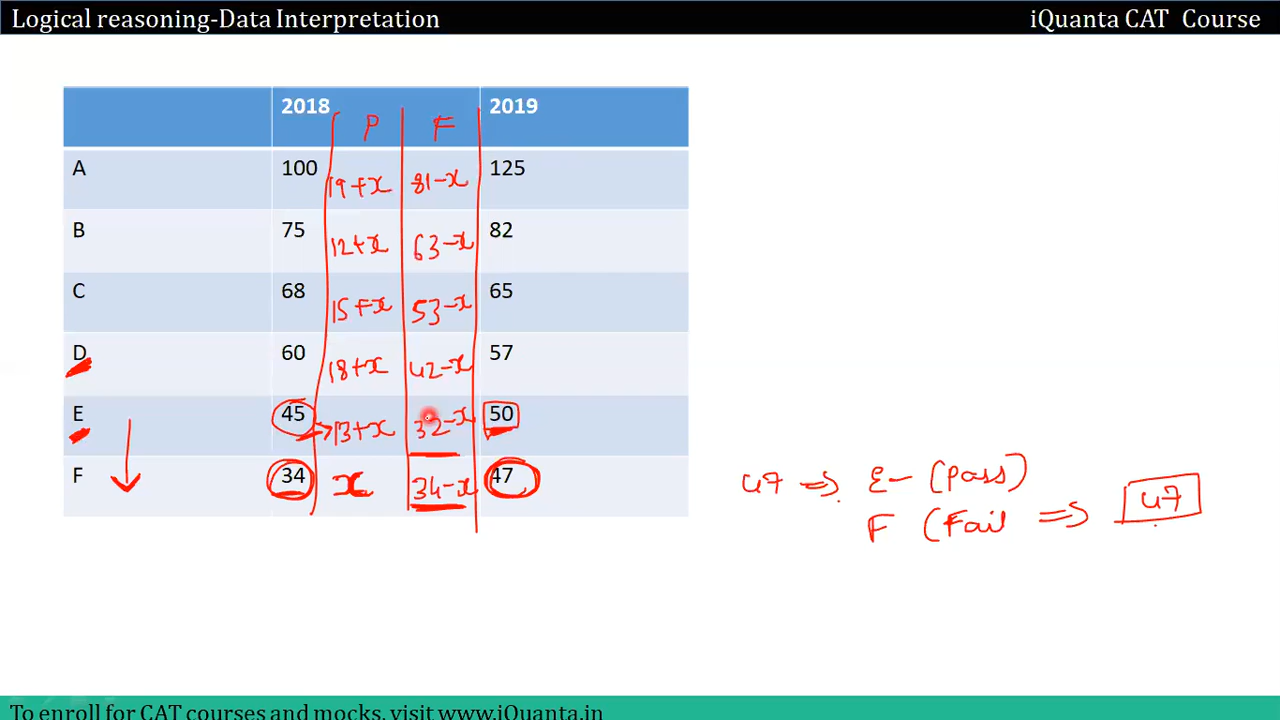 Logical reasoning-Data Interpretation iQuanta CAT Course
2018 P F 2019
A 100 19+x 81-x 125
B 75 12+x 63-x 82
C 68 15+x 53-x 65
D 60 18+x 42-x 57
E 45 13+x 32-x 50
F 34 x 34-x 47
47 ⇒ E- (Pass)
F (Fail ⇒ 47
To enroll for CAT courses and mocks, visit www.iQuanta.in